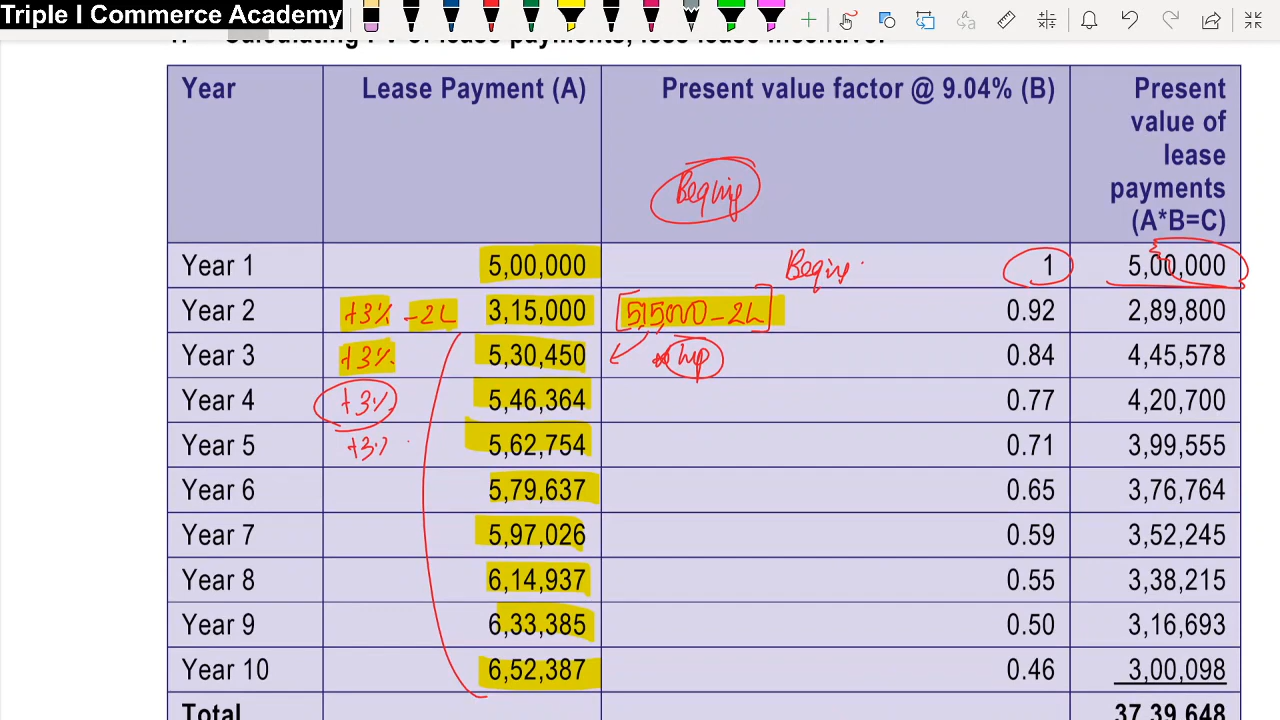 Triple I Commerce Academy
Year Lease Payment (A) Present value factor @ 9.04% (B) Present value of lease payments (A*B=C)
Beging
Year 1 5,00,000 Beging 1 5,00,000
Year 2 +3% -2L 3,15,000 [515000-2L] 0.92 2,89,800
Year 3 +3% 5,30,450 0.84 4,45,578
Year 4 +3% 5,46,364 0.77 4,20,700
Year 5 +3% 5,62,754 0.71 3,99,555
Year 6 5,79,637 0.65 3,76,764
Year 7 5,97,026 0.59 3,52,245
Year 8 6,14,937 0.55 3,38,215
Year 9 6,33,385 0.50 3,16,693
Year 10 6,52,387 0.46 3,00,098
Total 37,39,648